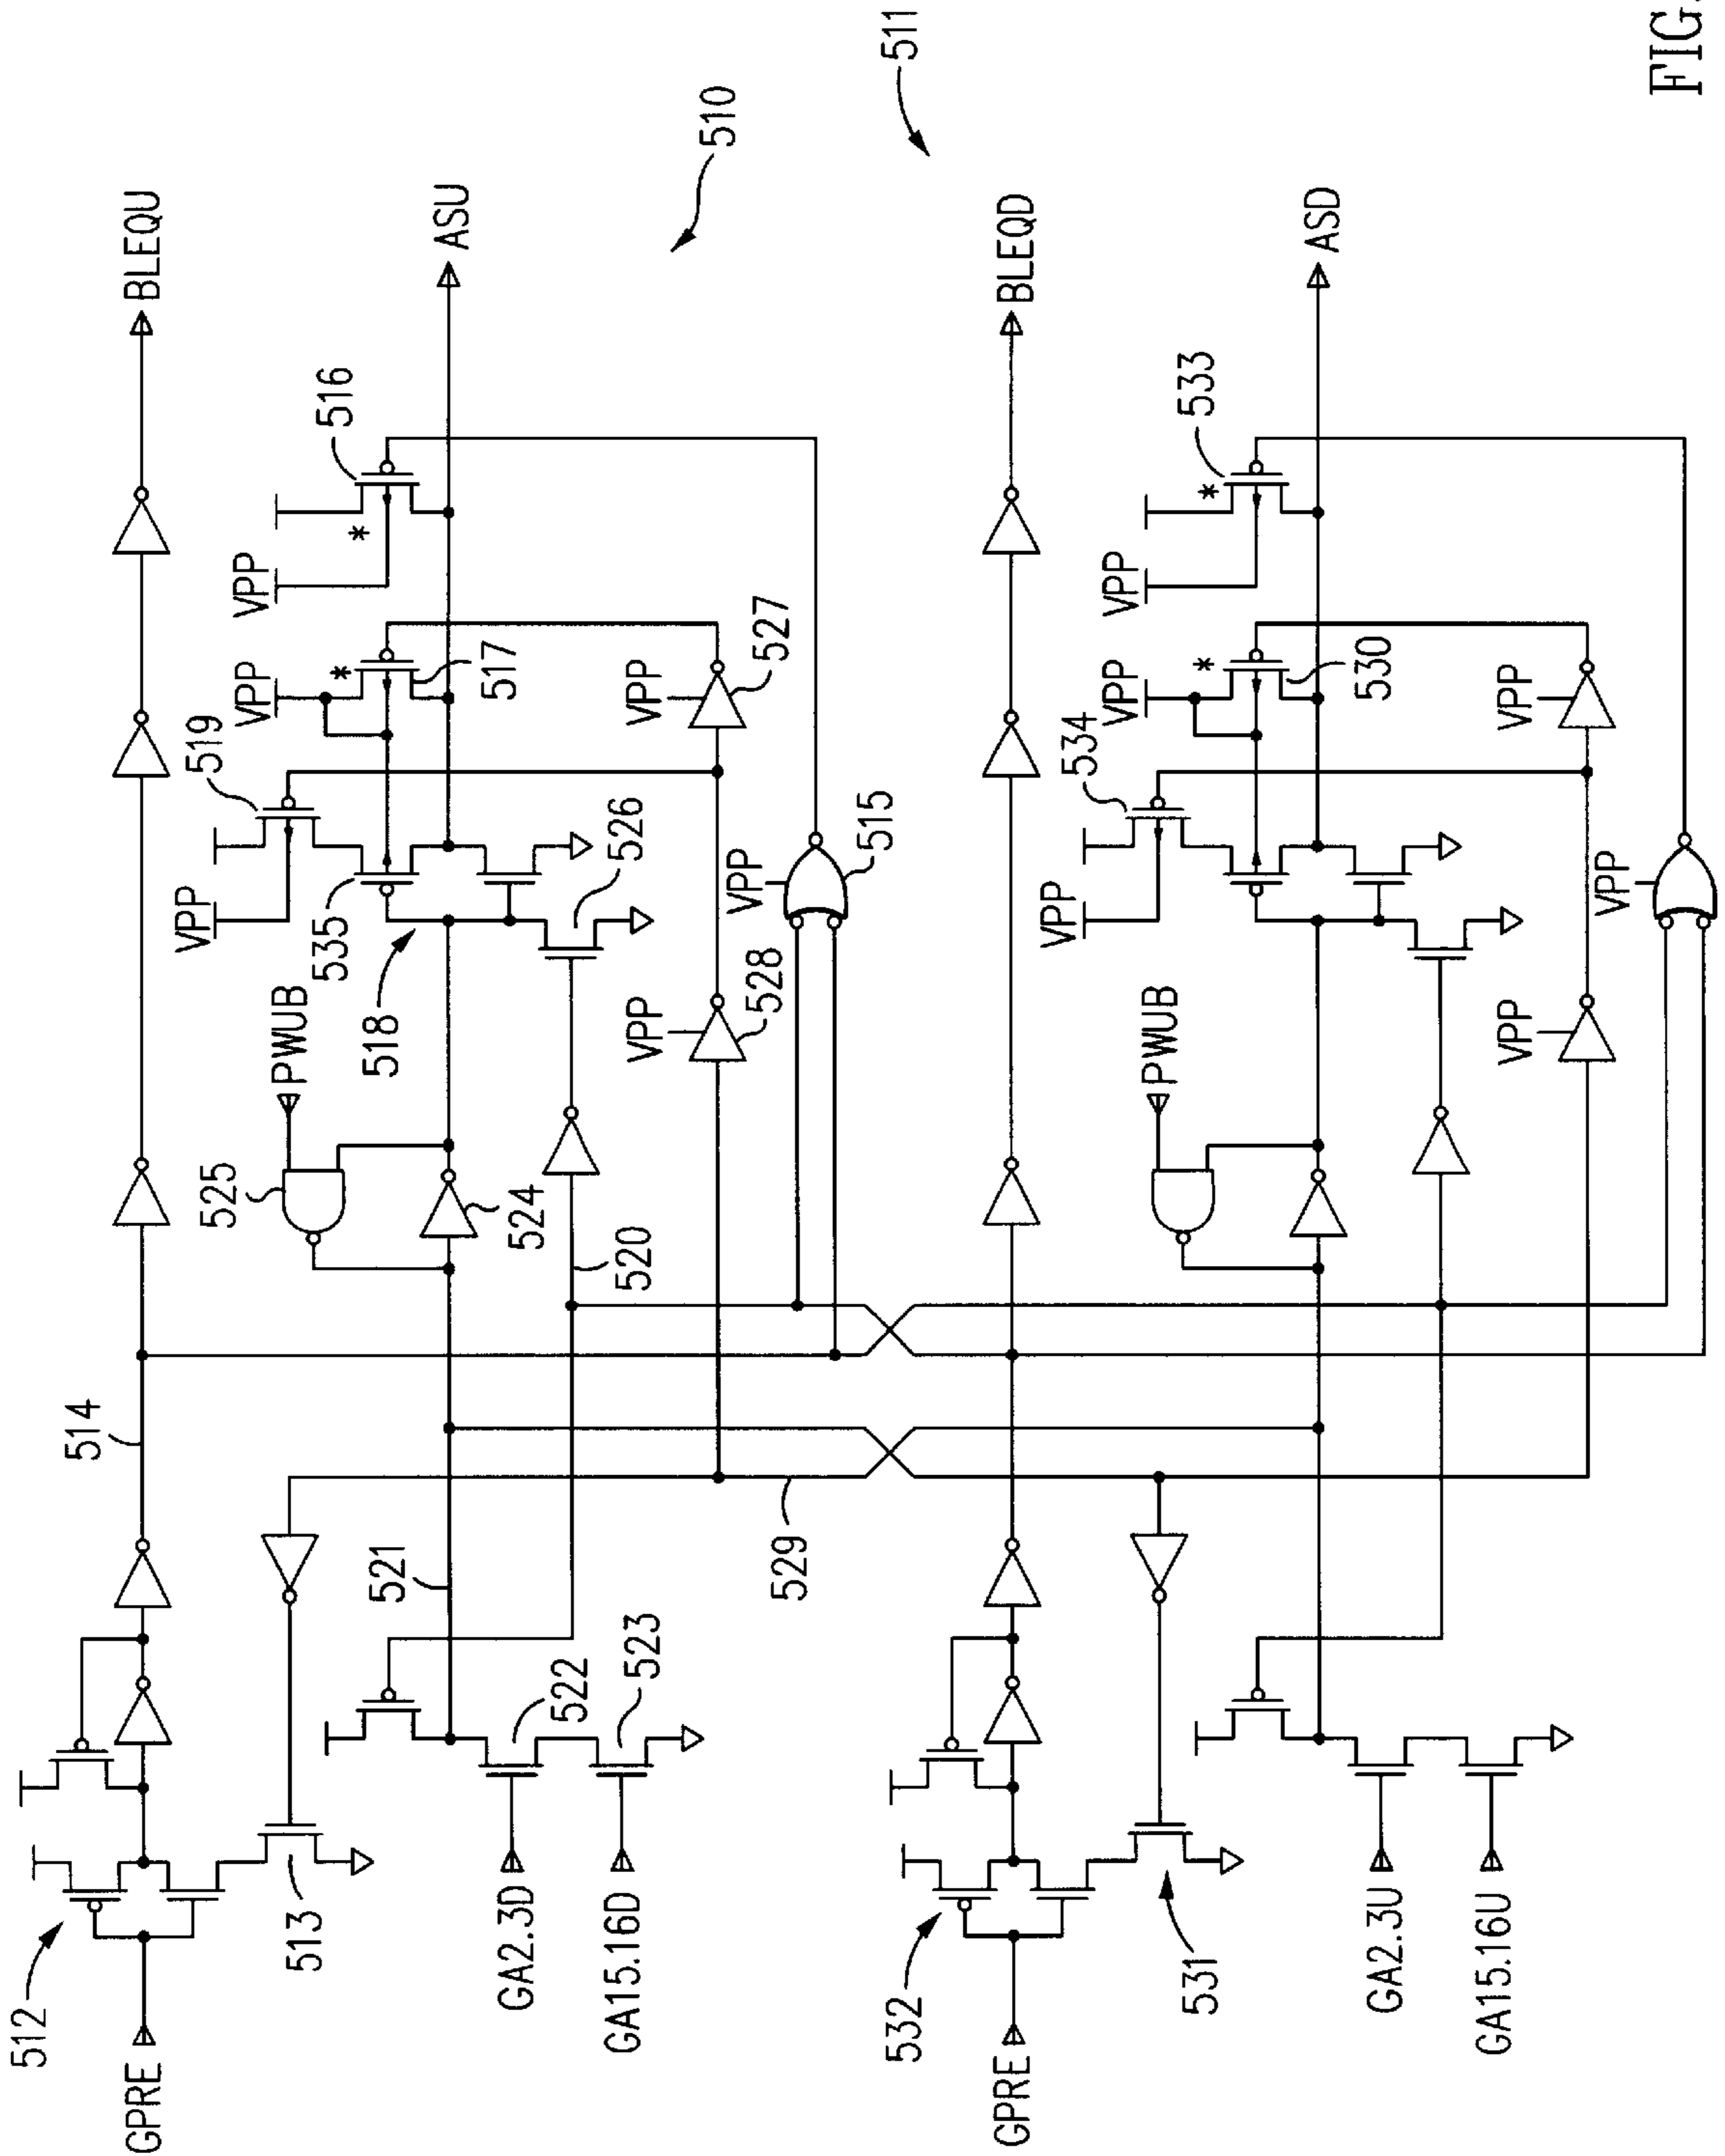 FIG.
511
510
BLEQU
ASU
516
VPP
*
VPP
*
517
527
VPP
519
VPP
535
518
526
VPP
515
528
VPP
PWUB
525
524
520
514
521
529
522
523
512
513
GPRE
GA2.3D
GA15.16D
BLEQD
ASD
533
VPP
*
VPP
*
530
VPP
534
VPP
VPP
VPP
PWUB
532
531
GPRE
GA2.3U
GA15.16U